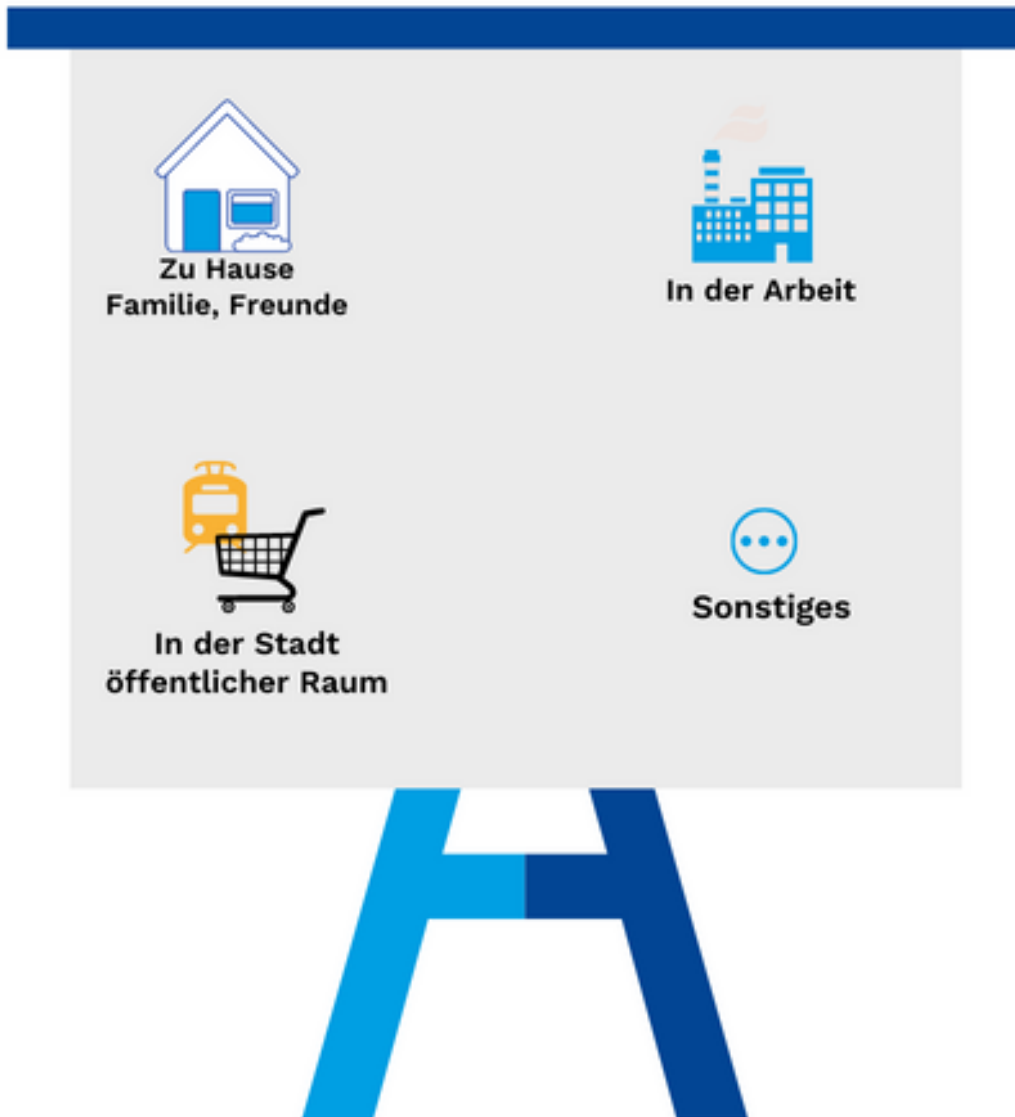 Zu Hause
Familie, Freunde
In der Arbeit
In der Stadt
öffentlicher Raum
Sonstiges